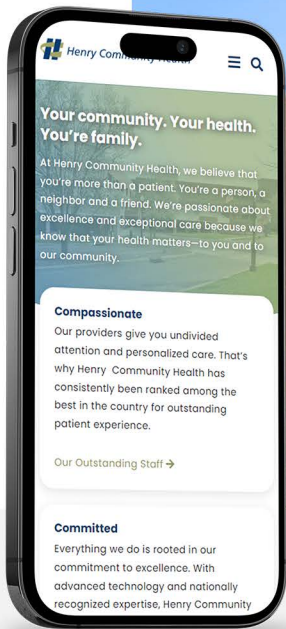 Henry Community Health
Your community. Your health.
You're family.
At Henry Community Health, we believe that
you're more than a patient. You're a person, a
neighbor and a friend. We're passionate about
excellence and exceptional care because we
know that your health matters—to you and to
our community.
Compassionate
Our providers give you undivided
attention and personalized care. That's
why Henry Community Health has
consistently been ranked among the
best in the country for outstanding
patient experience.
Our Outstanding Staff →
Committed
Everything we do is rooted in our
commitment to excellence. With
advanced technology and nationally
recognized expertise, Henry Community